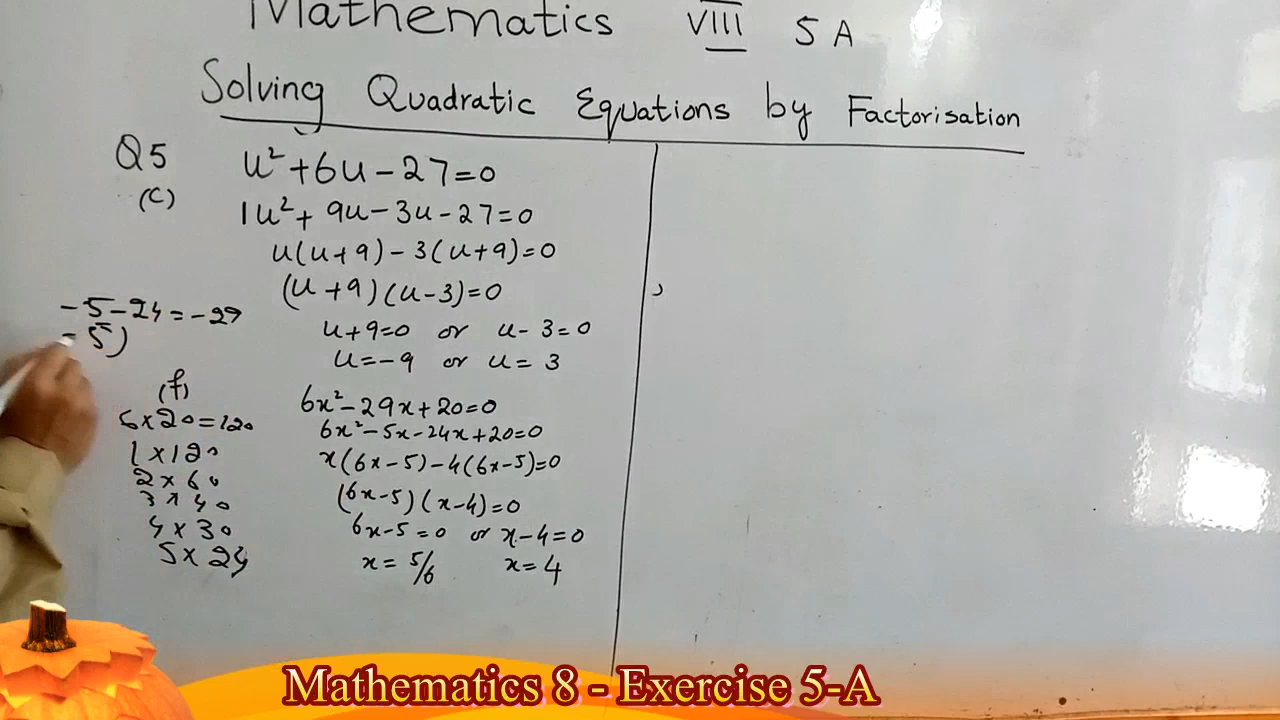 Mathematics VIII 5 A
Solving Quadratic Equations by Factorisation
Q5 u² + 6u - 27 = 0
(c) 1u² + 9u - 3u - 27 = 0
u(u+9) - 3(u+9) = 0
(u+9)(u-3) = 0
u+9=0 or u-3=0
u=-9 or u=3
-5-24=-29
-5)
(f) 6x² - 29x + 20 = 0
6x20=120 6x² - 5x - 24x + 20 = 0
1x120 x(6x-5) - 4(6x-5) = 0
2x60
3x40 (6x-5)(x-4) = 0
4x30 6x-5=0 or x-4=0
5x24 x=5/6 x=4
Mathematics 8 - Exercise 5-A